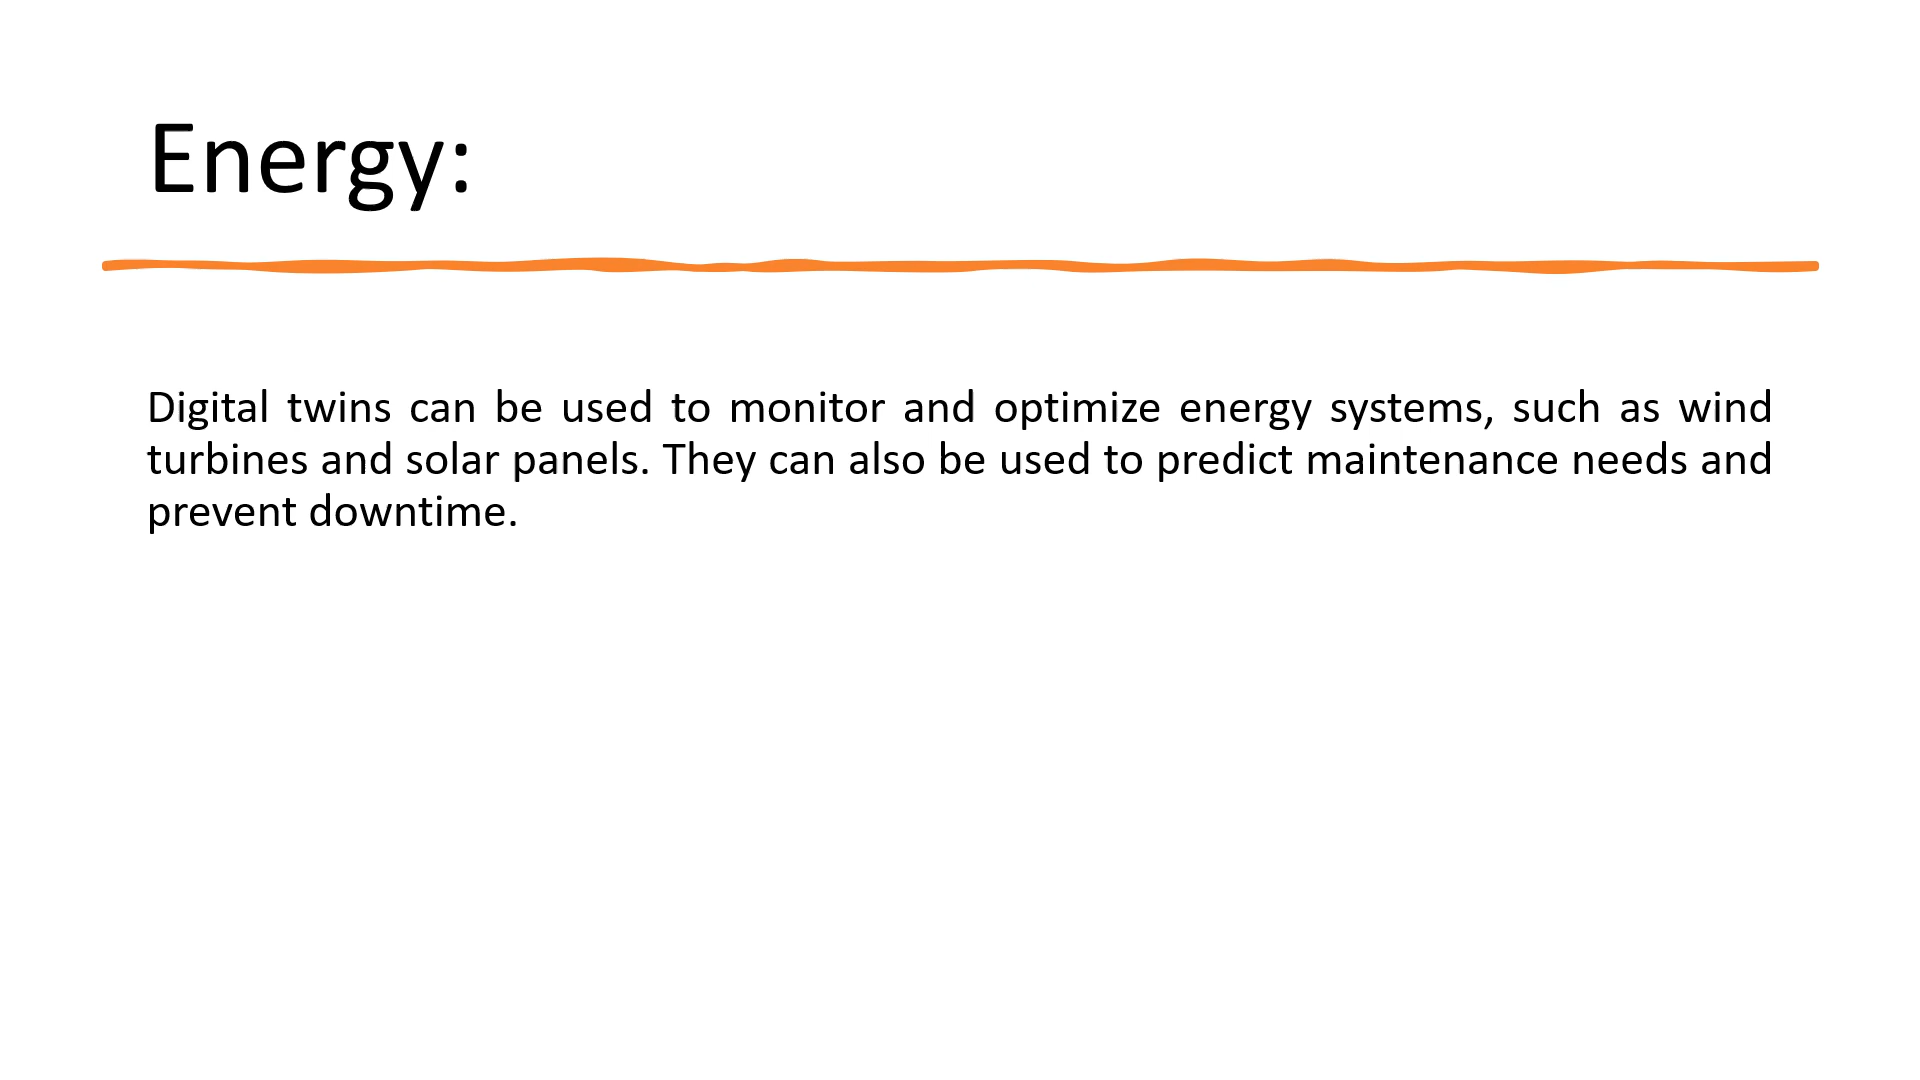 Energy:
Digital twins can be used to monitor and optimize energy systems, such as wind
turbines and solar panels. They can also be used to predict maintenance needs and
prevent downtime.